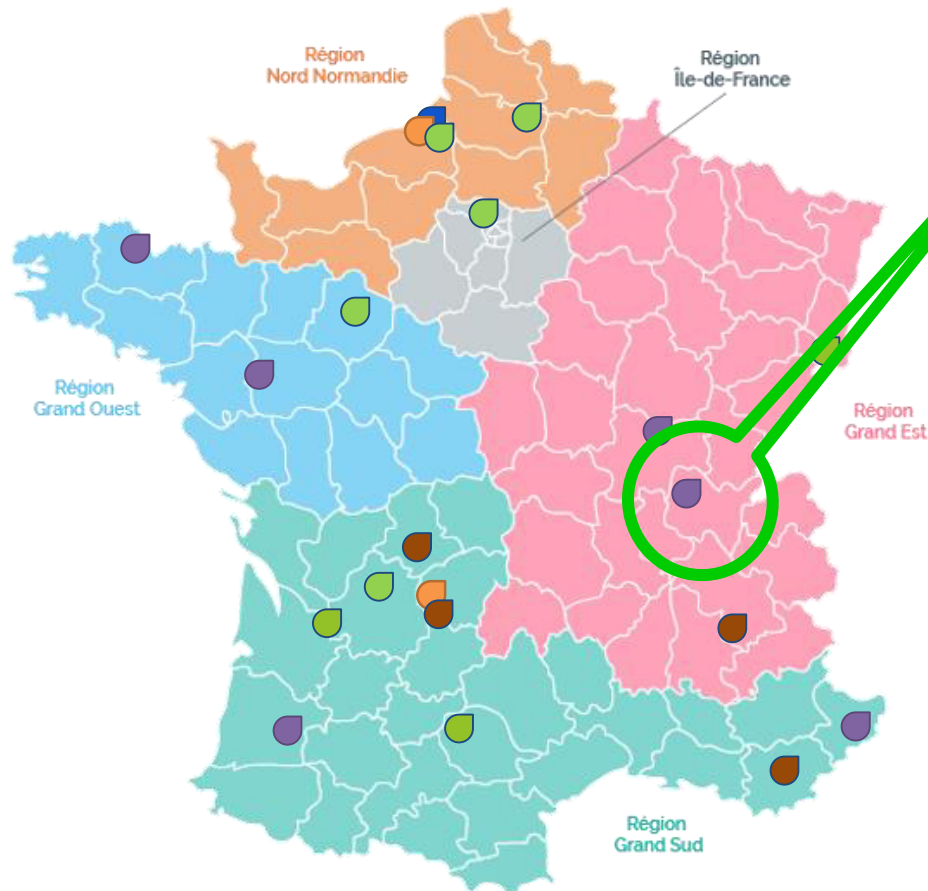 Région
Nord Normandie
Région
Île-de-France
Région
Grand Ouest
Région
Grand Est
Région
Grand Sud